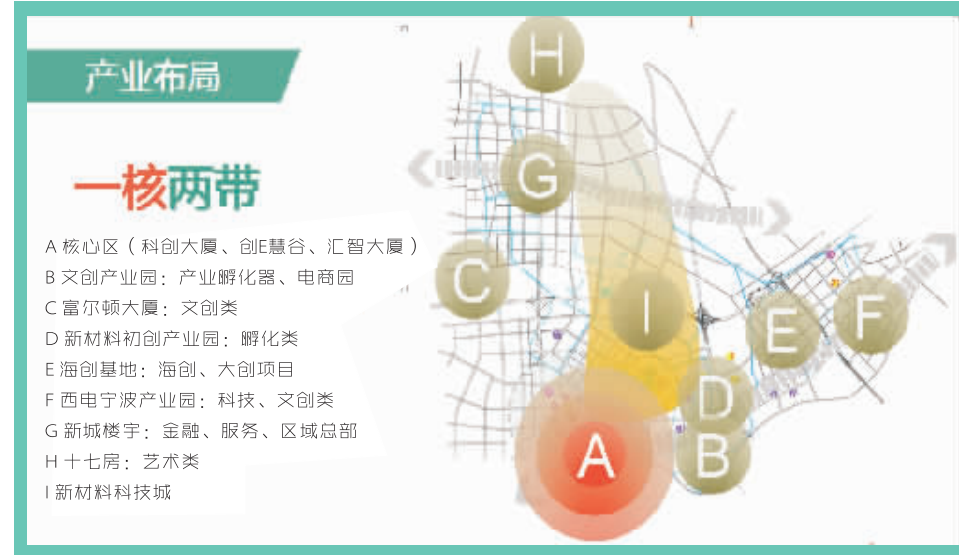 产业布局
一核两带
A 核心区（科创大厦、创E慧谷、汇智大厦）
B 文创产业园：产业孵化器、电商园
C 富尔顿大厦：文创类
D 新材料初创产业园：孵化类
E 海创基地：海创、大创项目
F 西电宁波产业园：科技、文创类
G 新城楼宇：金融、服务、区域总部
H 十七房：艺术类
I 新材料科技城
H
G
C
I
E
F
D
B
A